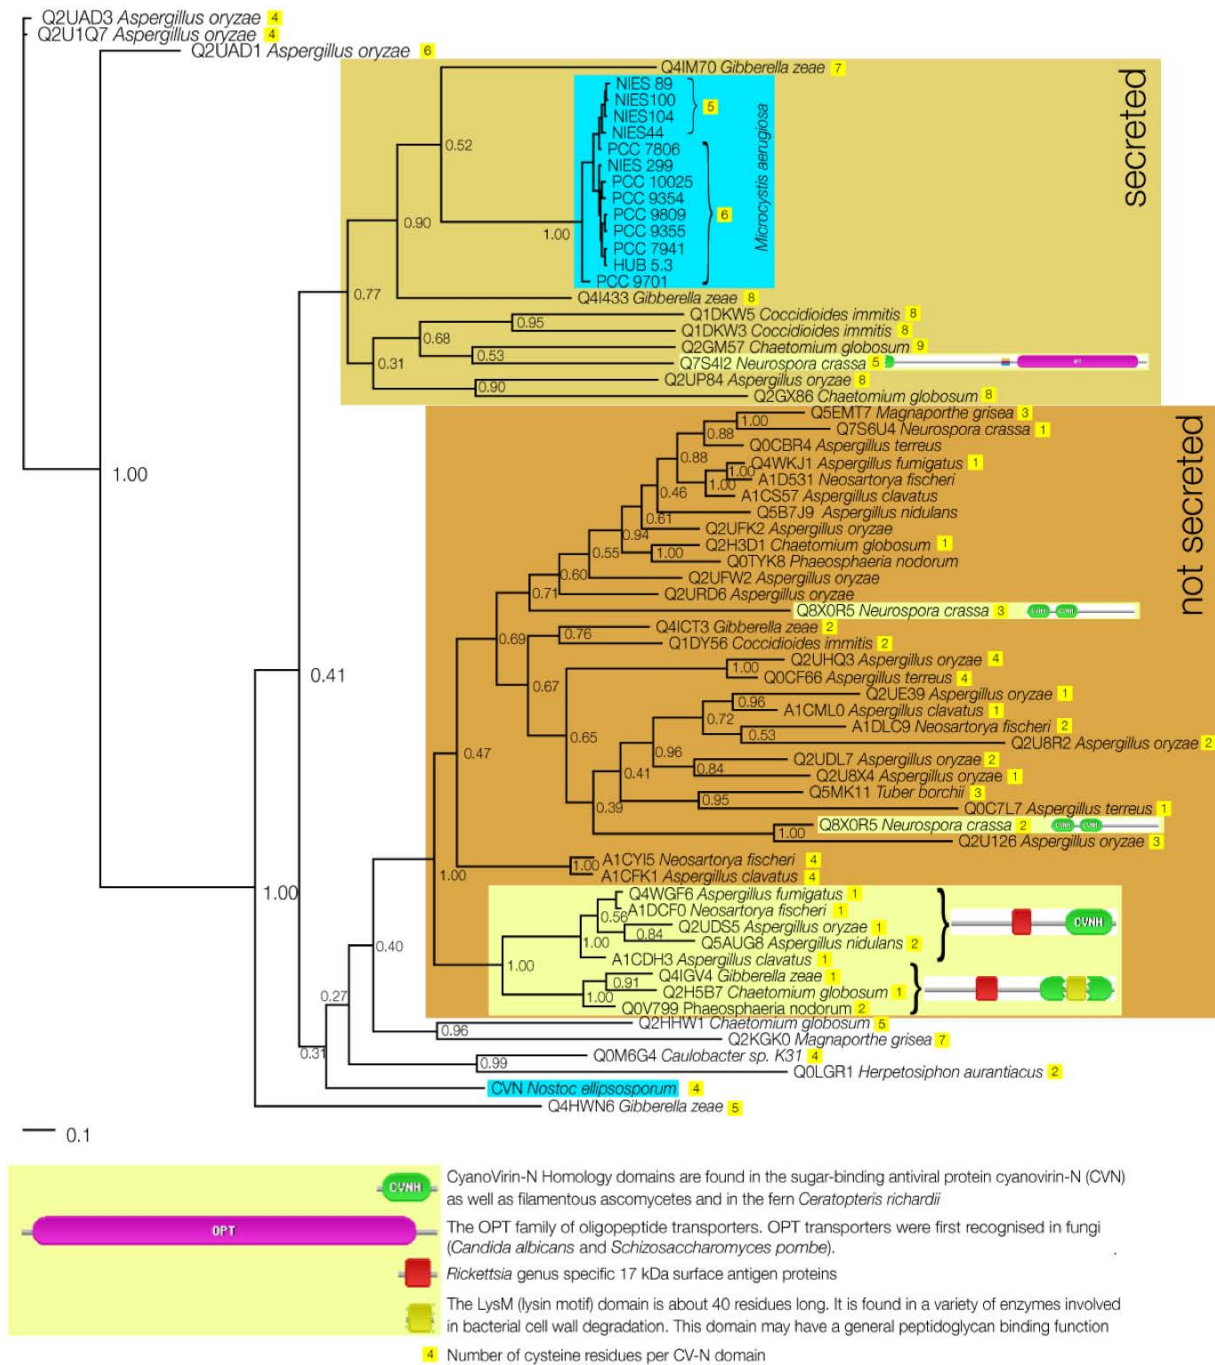 Q2UAD3 Aspergillus oryzae 4
Q2U1Q7 Aspergillus oryzae 4
Q2UAD1 Aspergillus oryzae 6
Q4IM70 Gibberella zeae 7
secreted
NIES 89
NIES100
5
NIES104
NIES44
0.52
PCC 7806
NIES 299
PCC 10025
PCC 9354
PCC 9809
6
Microcystis aerugiosa
0.90
PCC 9355
1.00
PCC 7941
HUB 5.3
PCC 9701
0.77
Q4I433 Gibberella zeae 8
Q1DKW5 Coccidioides immitis 8
0.95
Q1DKW3 Coccidioides immitis 8
0.68
Q2GM57 Chaetomium globosum 9
0.53
0.31
Q7S4I2 Neurospora crassa 5
Q2UP84 Aspergillus oryzae 8
0.90
Q2GX86 Chaetomium globosum 8
not secreted
Q5EMT7 Magnaporthe grisea 3
1.00
Q7S6U4 Neurospora crassa 1
0.88
Q0CBR4 Aspergillus terreus
0.88
Q4WKJ1 Aspergillus fumigatus 1
1.00
1.00
A1D531 Neosartorya fischeri
1.00
0.46
A1CS57 Aspergillus clavatus
Q5B7J9 Aspergillus nidulans
0.61
Q2UFK2 Aspergillus oryzae
0.94
Q2H3D1 Chaetomium globosum 1
0.55
1.00
Q0TYK8 Phaeosphaeria nodorum
0.60
Q2UFW2 Aspergillus oryzae
0.71
Q2URD6 Aspergillus oryzae
Q8X0R5 Neurospora crassa 3
CVNH CVNH
Q4ICT3 Gibberella zeae 2
0.69
0.76
Q1DY56 Coccidioides immitis 2
Q2UHQ3 Aspergillus oryzae 4
1.00
0.41
Q0CF66 Aspergillus terreus 4
0.67
Q2UE39 Aspergillus oryzae 1
0.96
A1CML0 Aspergillus clavatus 1
0.72
A1DLC9 Neosartorya fischeri 2
0.53
0.65
Q2U8R2 Aspergillus oryzae 2
0.47
0.96
Q2UDL7 Aspergillus oryzae 2
0.84
0.41
Q2U8X4 Aspergillus oryzae 1
Q5MK11 Tuber borchii 3
0.95
0.39
Q0C7L7 Aspergillus terreus 1
Q8X0R5 Neurospora crassa 2
CVNH CVNH
1.00
Q2U126 Aspergillus oryzae 3
A1CYI5 Neosartorya fischeri 4
1.00
1.00
A1CFK1 Aspergillus clavatus 4
1.00
Q4WGF6 Aspergillus fumigatus 1
A1DCF0 Neosartorya fischeri 1
0.56
CVNH
Q2UDS5 Aspergillus oryzae 1
0.84
1.00
Q5AUG8 Aspergillus nidulans 2
0.40
A1CDH3 Aspergillus clavatus 1
1.00
Q4IGV4 Gibberella zeae 1
0.91
Q2H5B7 Chaetomium globosum 1
1.00
0.27
Q0V799 Phaeosphaeria nodorum 2
Q2HHW1 Chaetomium globosum 5
0.96
Q2KGK0 Magnaporthe grisea 7
0.31
Q0M6G4 Caulobacter sp. K31 4
0.99
Q0LGR1 Herpetosiphon aurantiacus 2
CVN Nostoc ellipsosporum 4
Q4HWN6 Gibberella zeae 5
0.1
CVNH
CyanoVirin-N Homology domains are found in the sugar-binding antiviral protein cyanovirin-N (CVN)
as well as filamentous ascomycetes and in the fern Ceratopteris richardii
OPT
The OPT family of oligopeptide transporters. OPT transporters were first recognised in fungi
(Candida albicans and Schizosaccharomyces pombe).
Rickettsia genus specific 17 kDa surface antigen proteins
The LysM (lysin motif) domain is about 40 residues long. It is found in a variety of enzymes involved
in bacterial cell wall degradation. This domain may have a general peptidoglycan binding function
4 Number of cysteine residues per CV-N domain